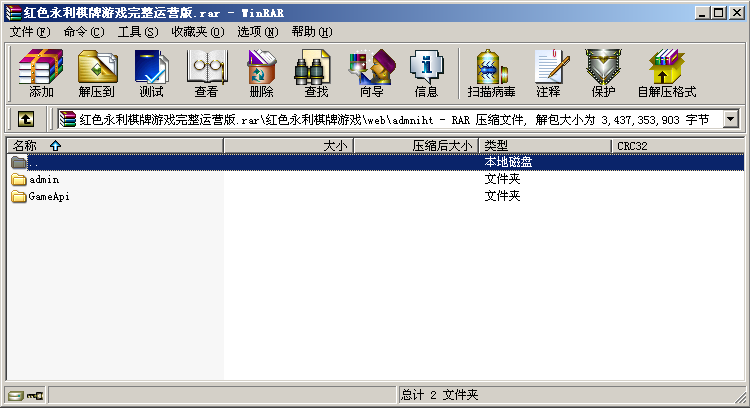 红色永利棋牌游戏完整运营版.rar - WinRAR
文件(F) 命令(C) 工具(S) 收藏夹(O) 选项(N) 帮助(H)
添加 解压到 测试 查看 删除 查找 向导 信息 扫描病毒 注释 保护 自解压格式
红色永利棋牌游戏完整运营版.rar\红色永利棋牌游戏\web\admniht - RAR 压缩文件, 解包大小为 3,437,353,903 字节
名称 大小 压缩后大小 类型 CRC32
.. 本地磁盘
admin 文件夹
GameApi 文件夹
总计 2 文件夹